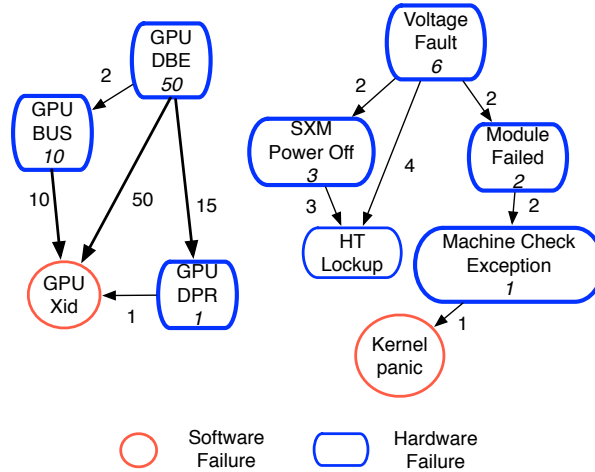 GPU
DBE
50
2
GPU
BUS
10
10
50
15
GPU
Xid
1
GPU
DPR
1
Voltage
Fault
6
2
2
SXM
Power Off
3
4
Module
Failed
2
3
2
HT
Lockup
Machine Check
Exception
1
1
Kernel
panic
Software
Failure
Hardware
Failure